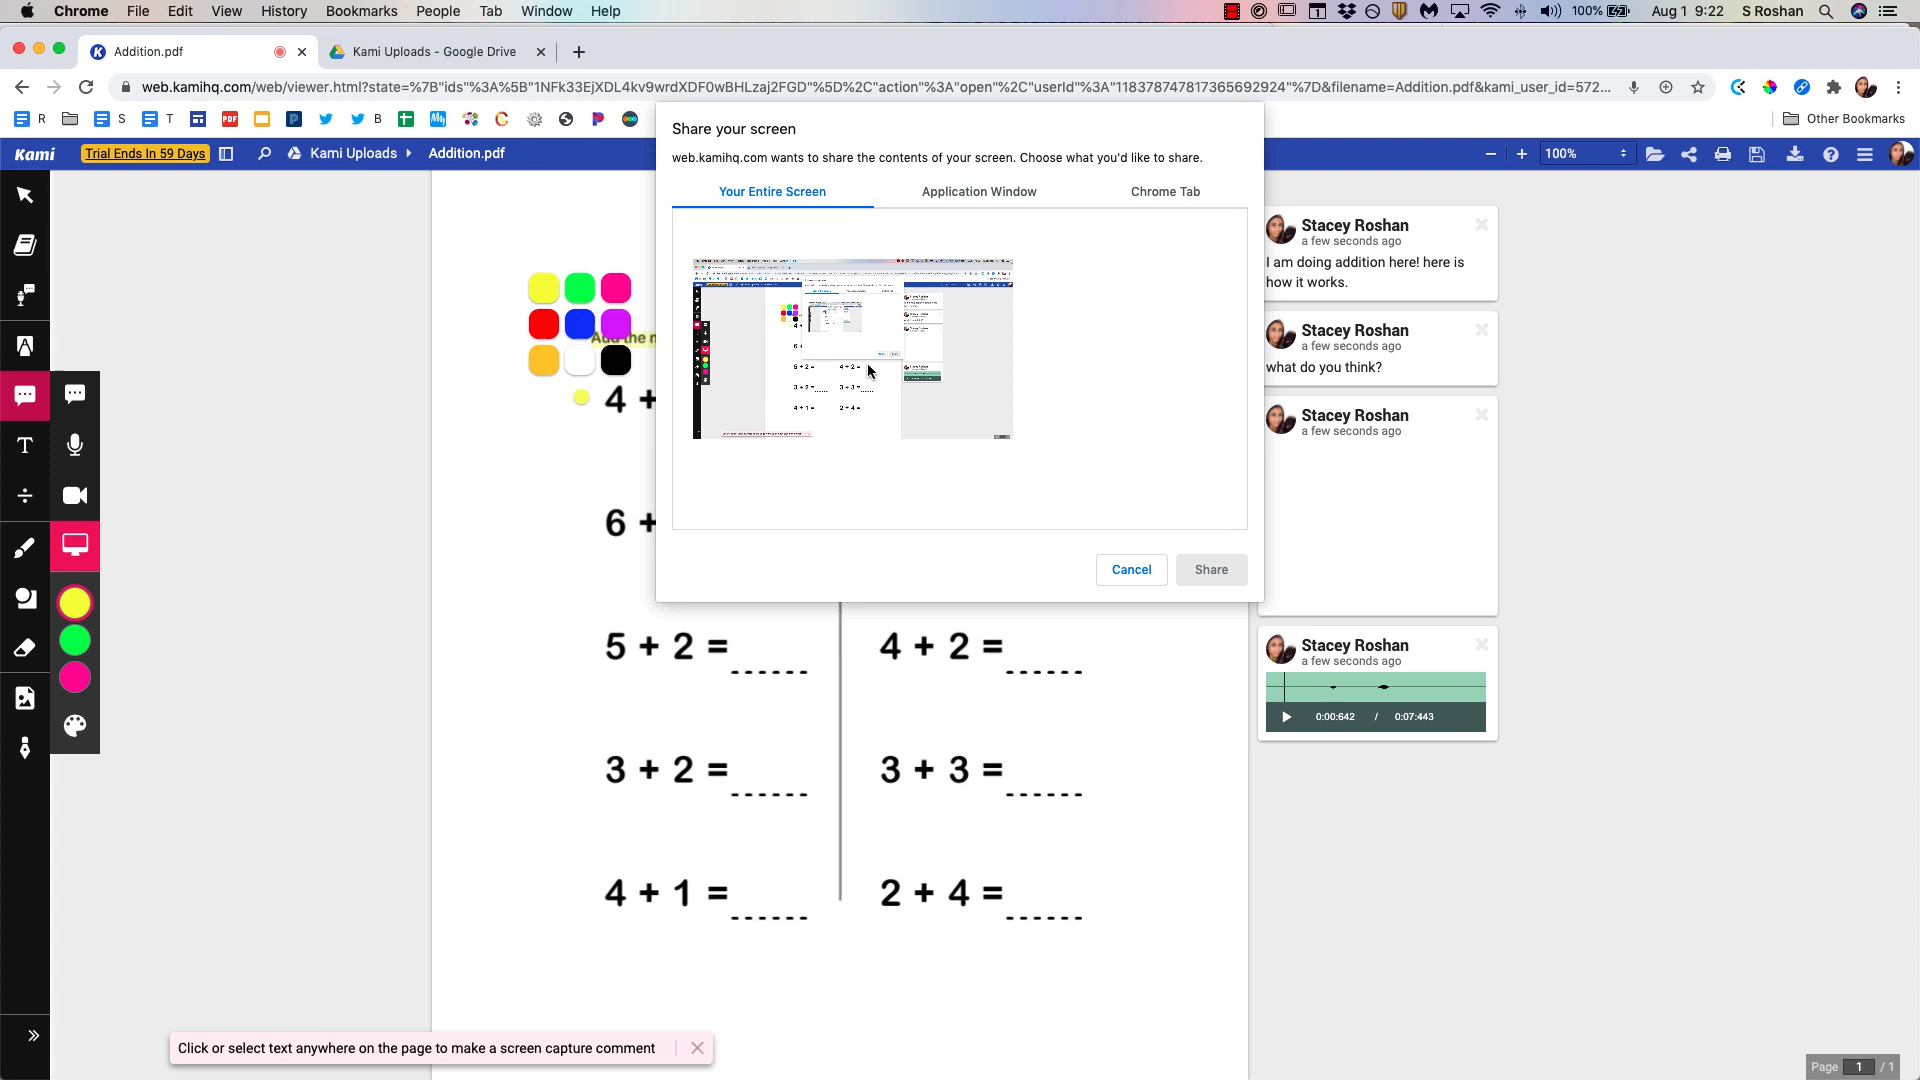 Chrome File Edit View History Bookmarks People Tab Window Help
100% Aug 1 9:22 S Roshan
Addition.pdf
Kami Uploads - Google Drive
web.kamihq.com/web/viewer.html?state=%7B"ids"%3A%5B"1NFk33EjXDL4kv9wrdXDF0wBHLzaj2FGD"%5D%2C"action"%3A"open"%2C"userId"%3A"118378747817365692924"%7D&filename=Addition.pdf&kami_user_id=572...
R S T PDF B My Other Bookmarks
Kami Trial Ends In 59 Days Kami Uploads Addition.pdf 100%
Share your screen
web.kamihq.com wants to share the contents of your screen. Choose what you'd like to share.
Your Entire Screen Application Window Chrome Tab
Cancel Share
Add the
4 +
6 +
5 + 2 = 4 + 2 =
3 + 2 = 3 + 3 =
4 + 1 = 2 + 4 =
Stacey Roshan
a few seconds ago
I am doing addition here! here is
how it works.
Stacey Roshan
a few seconds ago
what do you think?
Stacey Roshan
a few seconds ago
Stacey Roshan
a few seconds ago
0:00:642 / 0:07:443
Click or select text anywhere on the page to make a screen capture comment
Page 1 / 1